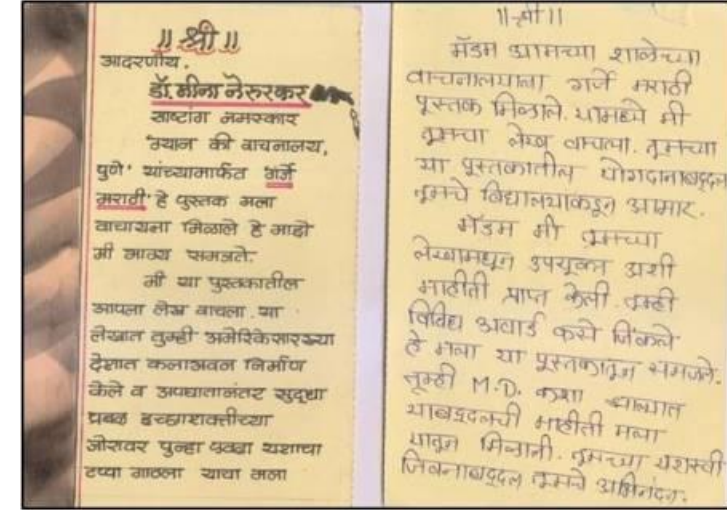 ॥ श्री ॥
आदरणीय,
डॉ. मीना नेरुरकर
साष्टांग नमस्कार
'ग्यान की वाचनालय,
पुणे' यांच्यामार्फत गर्जे
मराठी' हे पुस्तक मला
वाचायला मिळाले हे माझे
मी भाग्य समजते.
मी या पुस्तकातील
आपला लेख वाचला. या
लेखात तुम्ही अमेरिकेसारख्या
देशात कलाभवन निर्माण
केले व अपघातानंतर सुद्धा
प्रबळ इच्छाशक्तीच्या
जोरावर पुन्हा एवढा यशाचा
टप्पा गाठला याचा मला
॥ श्री ॥
मॅडम आमच्या शाळेच्या
वाचनालयाला गर्जे मराठी
पुस्तक मिळाले. यामध्ये मी
तुमचा लेख वाचला. तुमच्या
या पुस्तकातील योगदानाबद्दल
तुमचे विद्यालयाकडून आभार.
मॅडम मी तुमच्या
लेखामधून उपयुक्त अशी
माहीती प्राप्त केली. तुम्ही
विविध अवार्ड कसे जिंकले
हे मला या पुस्तकातून समजले.
तुम्ही M.D. कशा झाल्यात
याबद्दलची माहीती मला
यातून मिळाली. तुमच्या यशस्वी
जिवनाबद्दल तुमचे अभिनंदन.